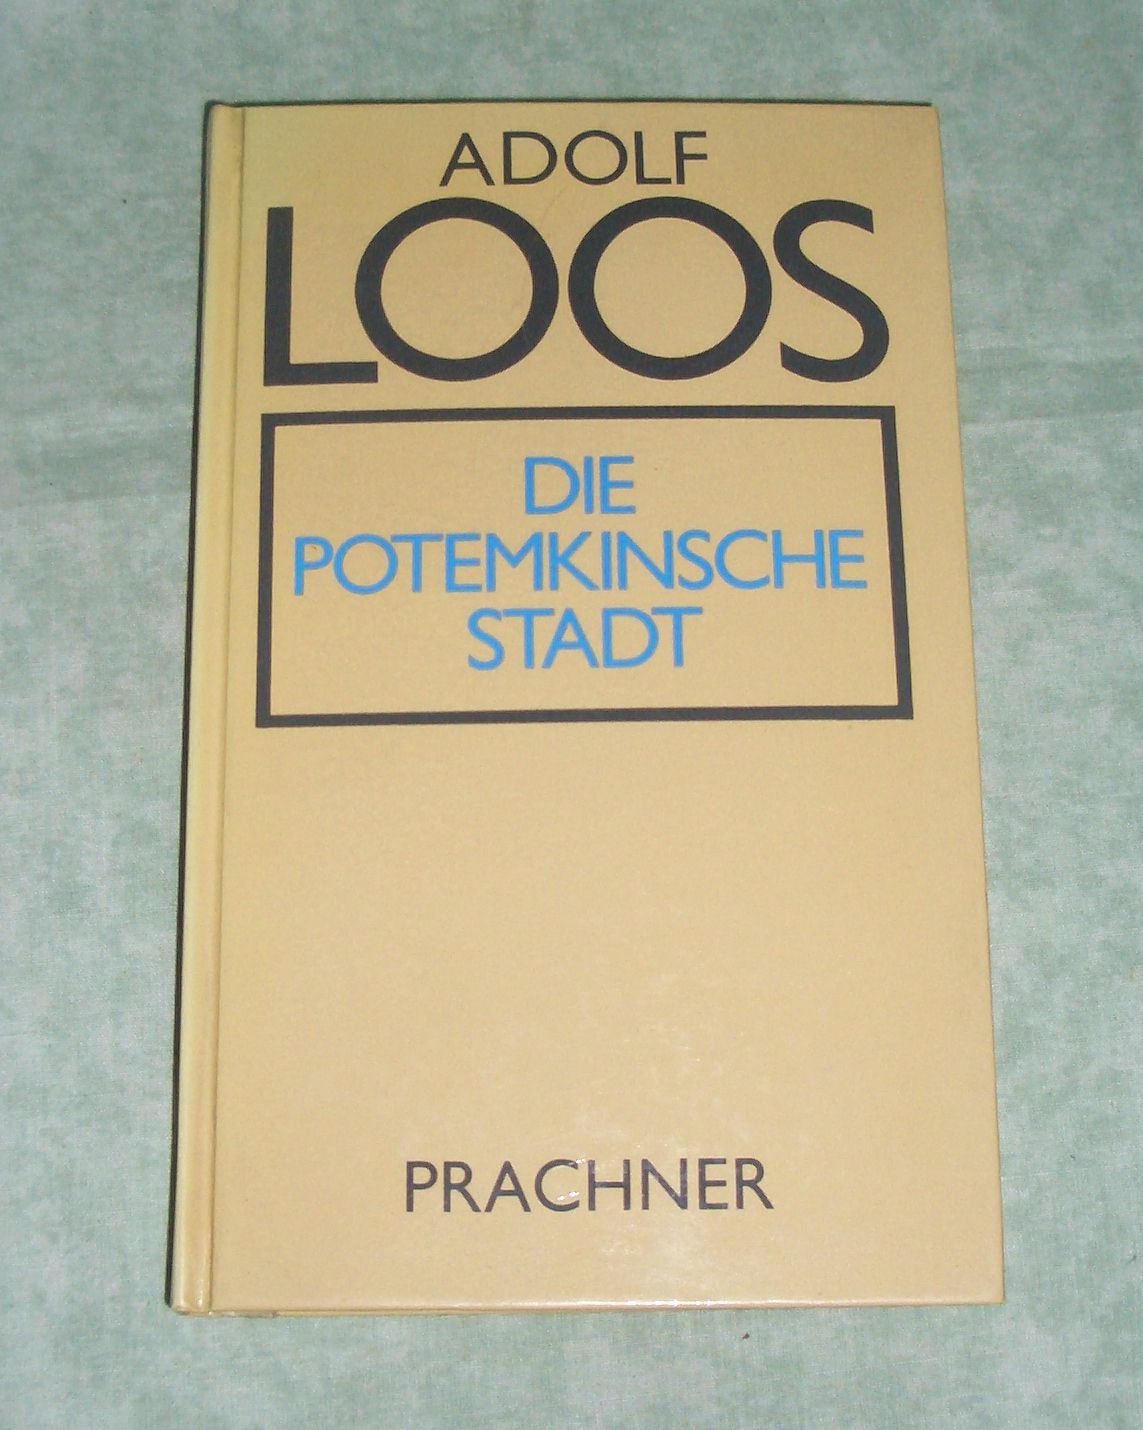 ADOLF
LOOS
DIE
POTEMKINSCHE
STADT
PRACHNER